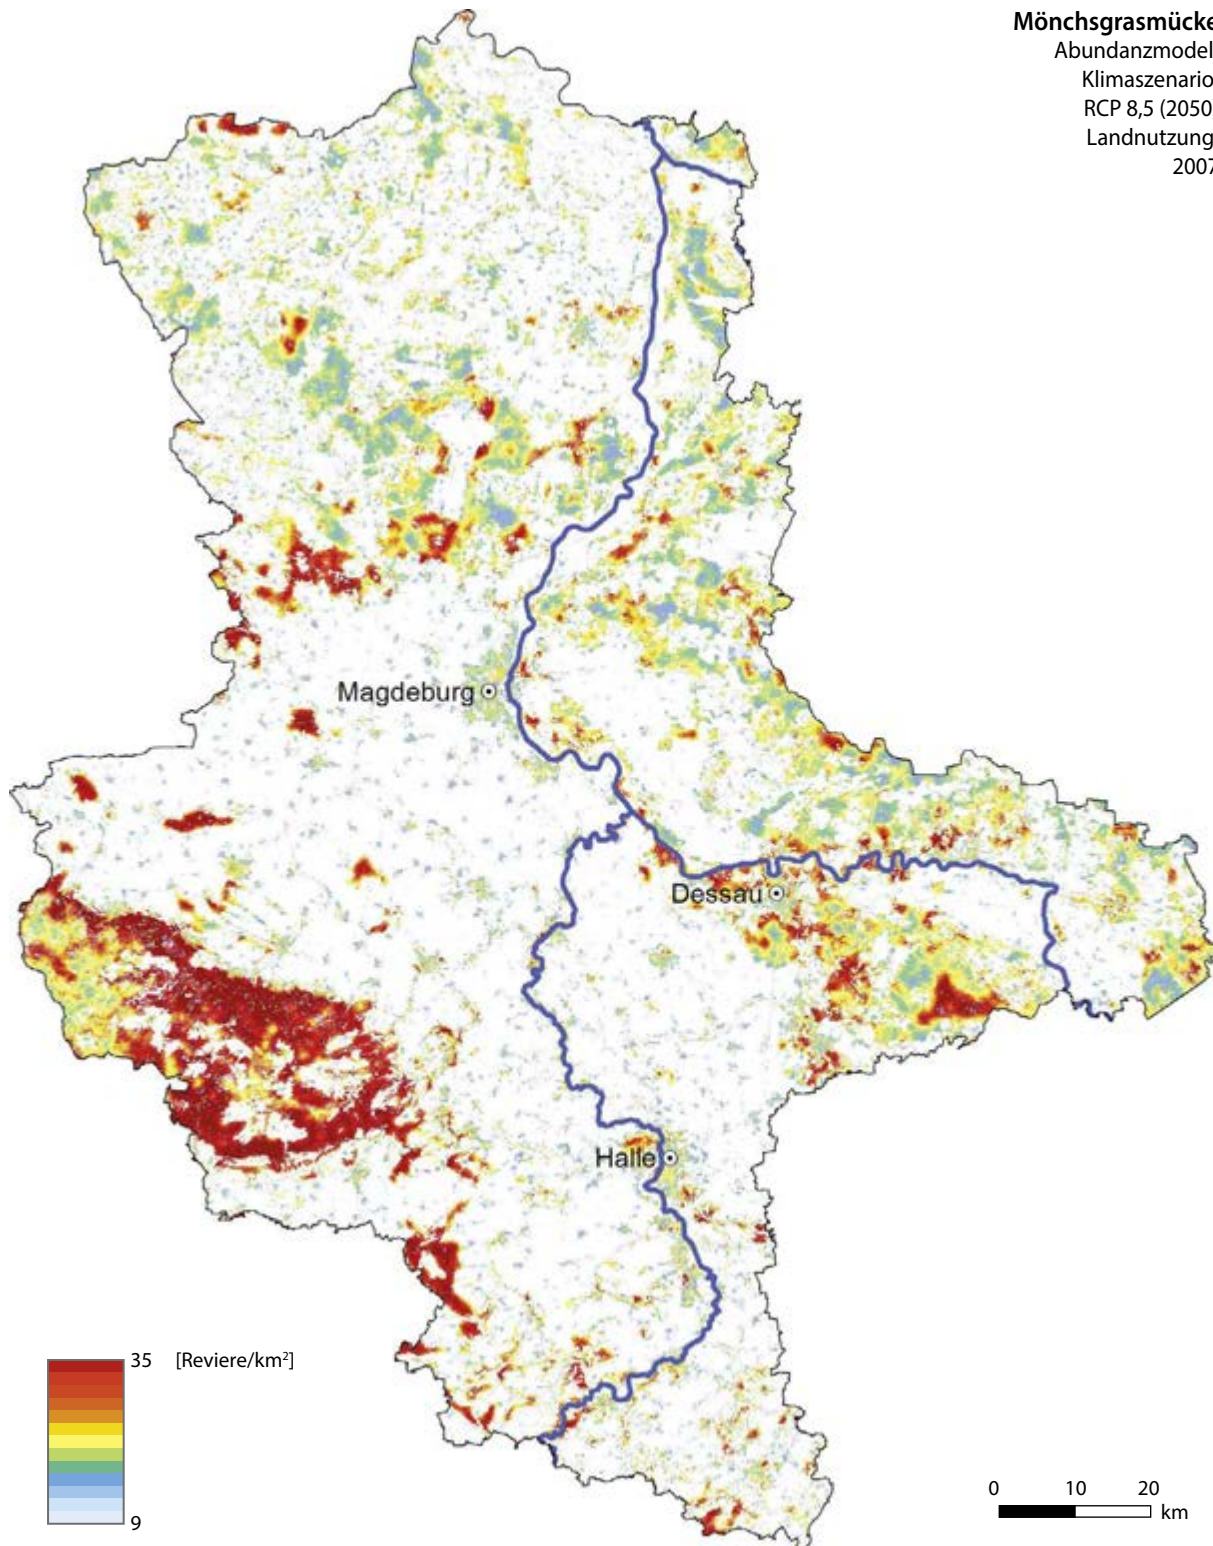 Mönchsgrasmücke
Abundanzmodel
Klimaszenario
RCP 8,5 (2050
Landnutzung
2007
Magdeburg
Dessau
Halle
35 [Reviere/km²]
9
0 10 20
km